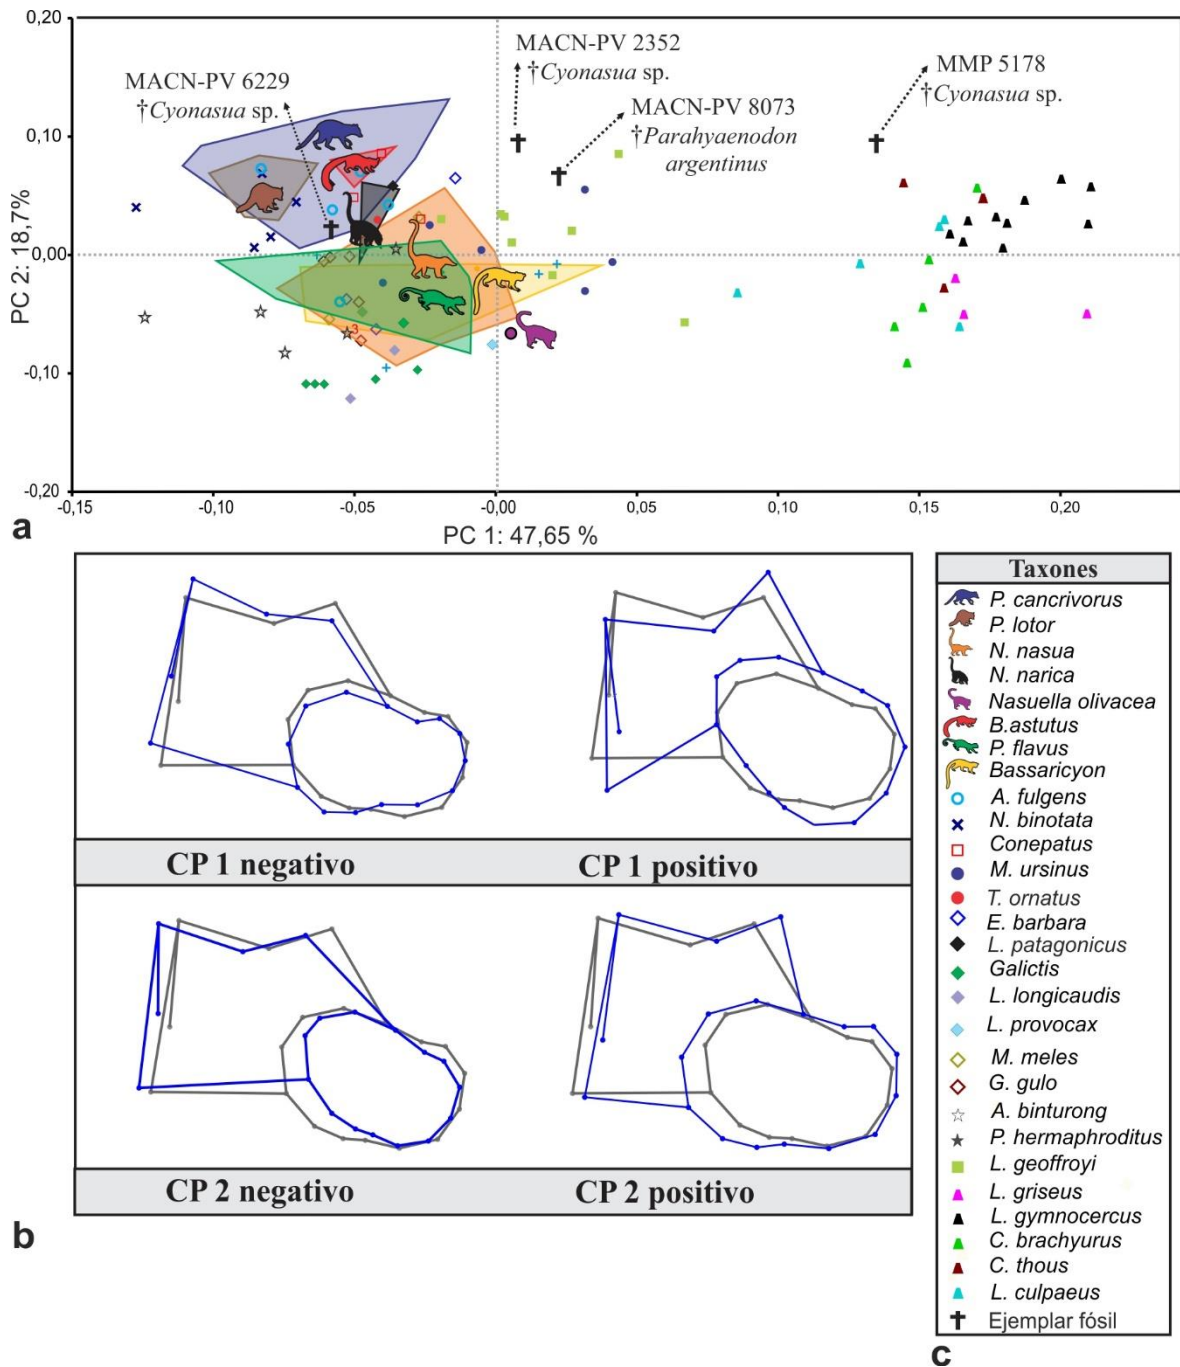 0,20
0,10
0,00
-0,10
-0,20
PC 2: 18,7%
-0,15
-0,10
-0,05
-0,00
0,05
0,10
0,15
0,20
PC 1: 47,65 %
MACN-PV 6229
†Cyonasua sp.
MACN-PV 2352
†Cyonasua sp.
MACN-PV 8073
†Parahyaenodon
argentinus
MMP 5178
†Cyonasua sp.
3
a
CP 1 negativo
CP 1 positivo
CP 2 negativo
CP 2 positivo
b
Taxones
P. cancrivorus
P. lotor
N. nasua
N. narica
Nasuella olivacea
B.astutus
P. flavus
Bassaricyon
A. fulgens
N. binotata
Conepatus
M. ursinus
T. ornatus
E. barbara
L. patagonicus
Galictis
L. longicaudis
L. provocax
M. meles
G. gulo
A. binturong
P. hermaphroditus
L. geoffroyi
L. griseus
L. gymnocercus
C. brachyurus
C. thous
L. culpaeus
Ejemplar fósil
c